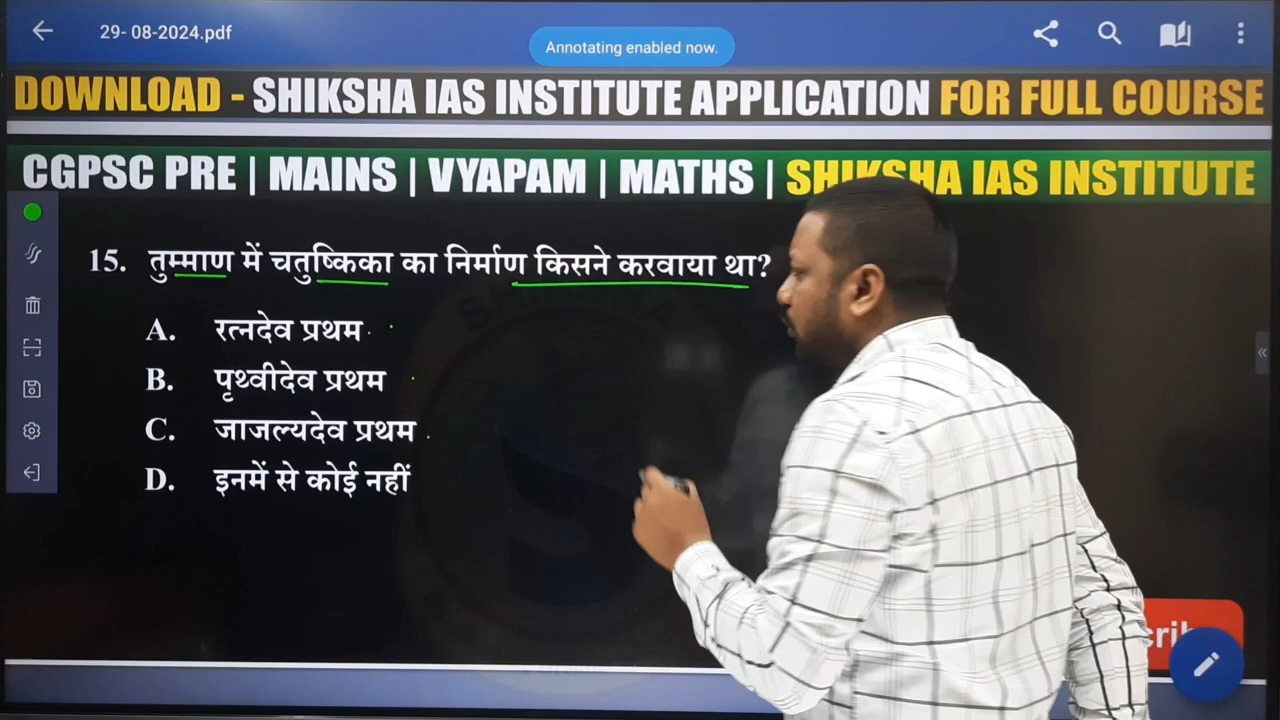 29- 08-2024.pdf
Annotating enabled now.
DOWNLOAD - SHIKSHA IAS INSTITUTE APPLICATION FOR FULL COURSE
CGPSC PRE | MAINS | VYAPAM | MATHS | SHIKSHA IAS INSTITUTE
15. तुम्माण में चतुष्किका का निर्माण किसने करवाया था?
A. रत्नदेव प्रथम
B. पृथ्वीदेव प्रथम
C. जाजल्यदेव प्रथम
D. इनमें से कोई नहीं